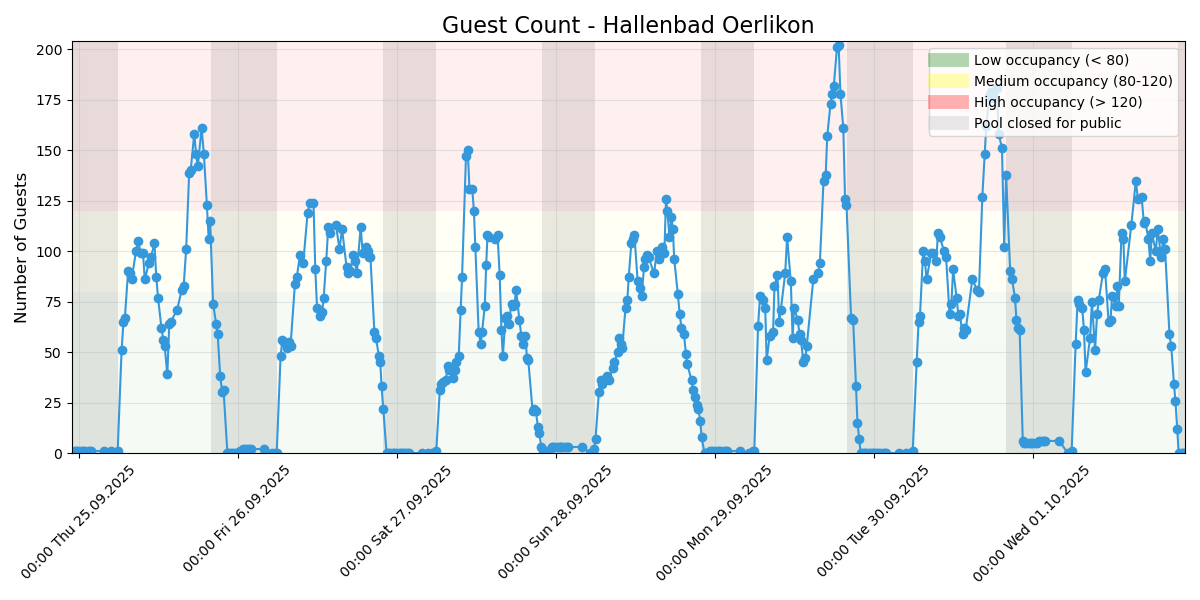 Guest Count - Hallenbad Oerlikon
Low occupancy (< 80)
Medium occupancy (80-120)
High occupancy (> 120)
Pool closed for public
Number of Guests
200
175
150
125
100
75
50
25
0
00:00 Thu 25.09.2025
00:00 Fri 26.09.2025
00:00 Sat 27.09.2025
00:00 Sun 28.09.2025
00:00 Mon 29.09.2025
00:00 Tue 30.09.2025
00:00 Wed 01.10.2025